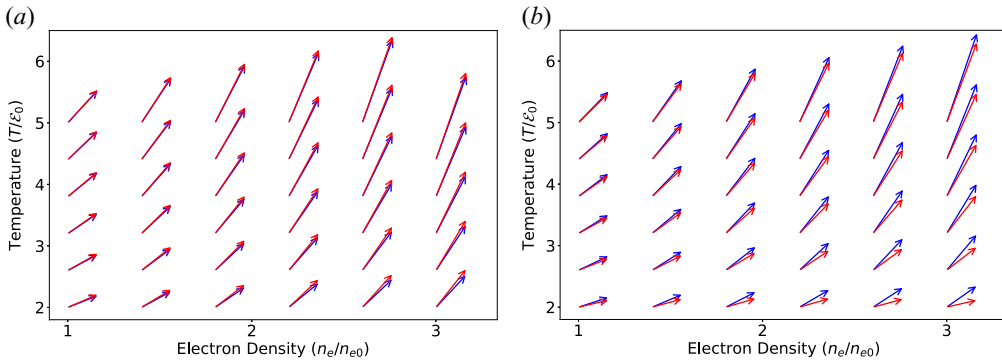 (a)
6
5
4
3
2
Temperature (T/ℰ₀)
1 2 3
Electron Density (nₑ/nₑ₀)
(b)
6
5
4
3
2
Temperature (T/ℰ₀)
1 2 3
Electron Density (nₑ/nₑ₀)